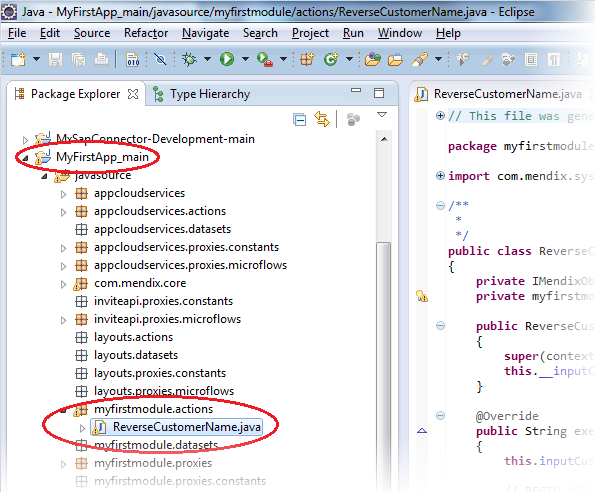 Java - MyFirstApp_main/javasource/myfirstmodule/actions/ReverseCustomerName.java - Eclipse
File Edit Source Refactor Navigate Search Project Run Window Help
Package Explorer Type Hierarchy
MySapConnector-Development-main
MyFirstApp_main
javasource
appcloudservices
appcloudservices.actions
appcloudservices.datasets
appcloudservices.proxies.constants
appcloudservices.proxies.microflows
com.mendix.core
inviteapi.proxies.constants
inviteapi.proxies.microflows
layouts.actions
layouts.datasets
layouts.proxies.constants
layouts.proxies.microflows
myfirstmodule.actions
ReverseCustomerName.java
myfirstmodule.datasets
myfirstmodule.proxies
myfirstmodule.proxies.constants
ReverseCustomerName.java
// This file was gene
package myfirstmodule
import com.mendix.sys
/**
*
*/
public class ReverseC
{
private IMendixOb
private myfirstmo
public ReverseCus
{
super(context
this.__inputC
}
@Override
public String exe
{
this.inputCus
// BEGIN